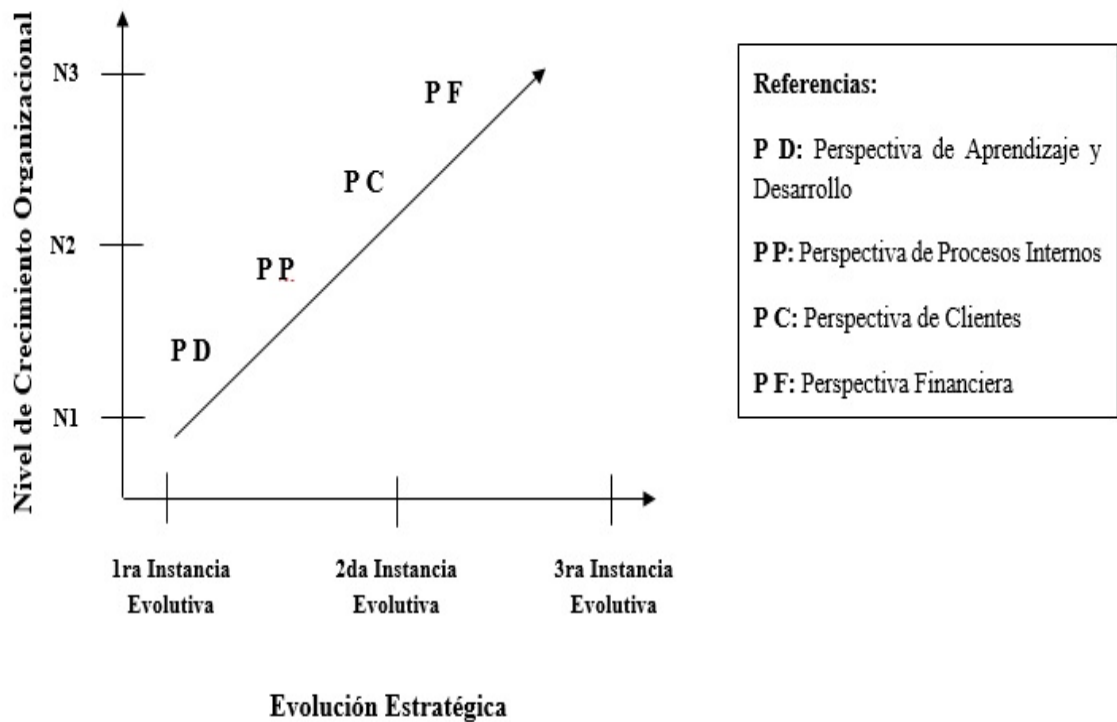 Nivel de Crecimiento Organizacional
N3
N2
N1
P F
P C
P P
P D
1ra Instancia
Evolutiva
2da Instancia
Evolutiva
3ra Instancia
Evolutiva
Evolución Estratégica
Referencias:
P D: Perspectiva de Aprendizaje y
Desarrollo
P P: Perspectiva de Procesos Internos
P C: Perspectiva de Clientes
P F: Perspectiva Financiera